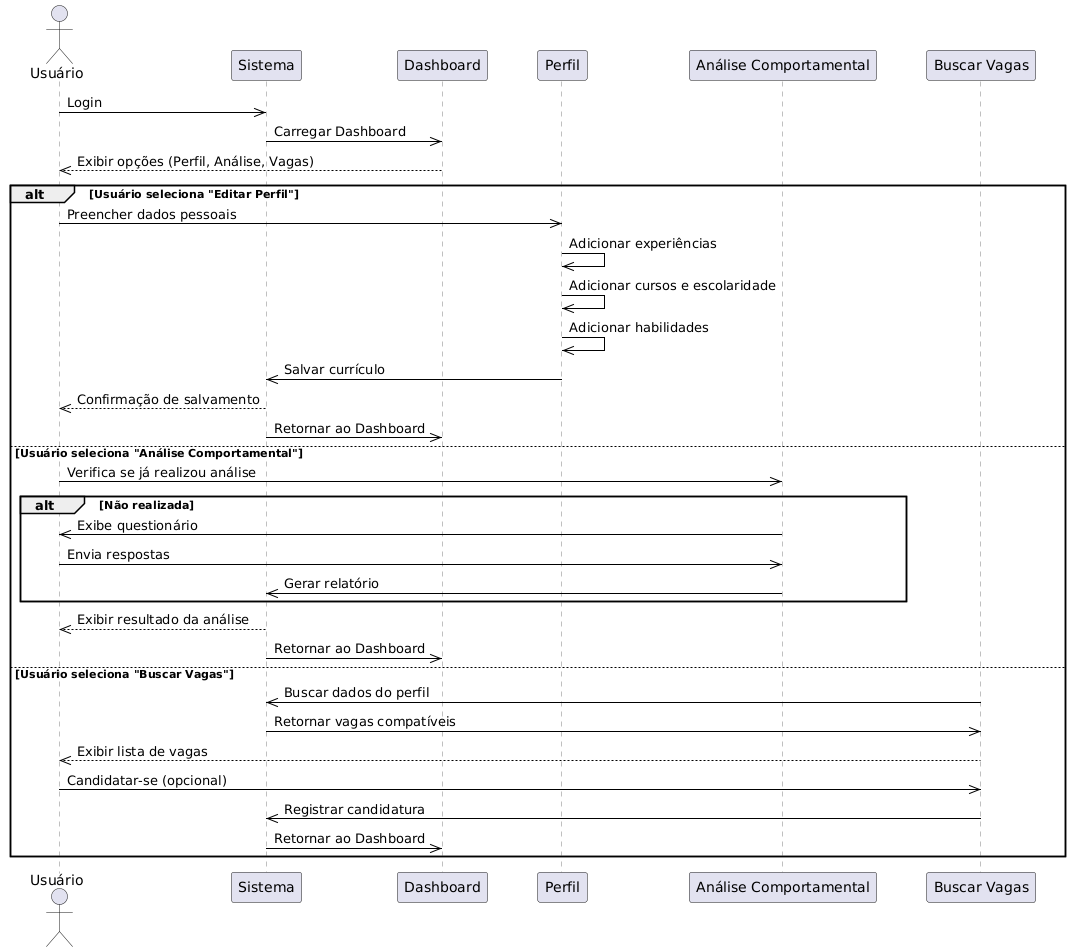 Usuário
Sistema
Dashboard
Perfil
Análise Comportamental
Buscar Vagas
Login
Carregar Dashboard
Exibir opções (Perfil, Análise, Vagas)
alt [Usuário seleciona "Editar Perfil"]
Preencher dados pessoais
Adicionar experiências
Adicionar cursos e escolaridade
Adicionar habilidades
Salvar currículo
Confirmação de salvamento
Retornar ao Dashboard
[Usuário seleciona "Análise Comportamental"]
Verifica se já realizou análise
alt [Não realizada]
Exibe questionário
Envia respostas
Gerar relatório
Exibir resultado da análise
Retornar ao Dashboard
[Usuário seleciona "Buscar Vagas"]
Buscar dados do perfil
Retornar vagas compatíveis
Exibir lista de vagas
Candidatar-se (opcional)
Registrar candidatura
Retornar ao Dashboard
Usuário
Sistema
Dashboard
Perfil
Análise Comportamental
Buscar Vagas